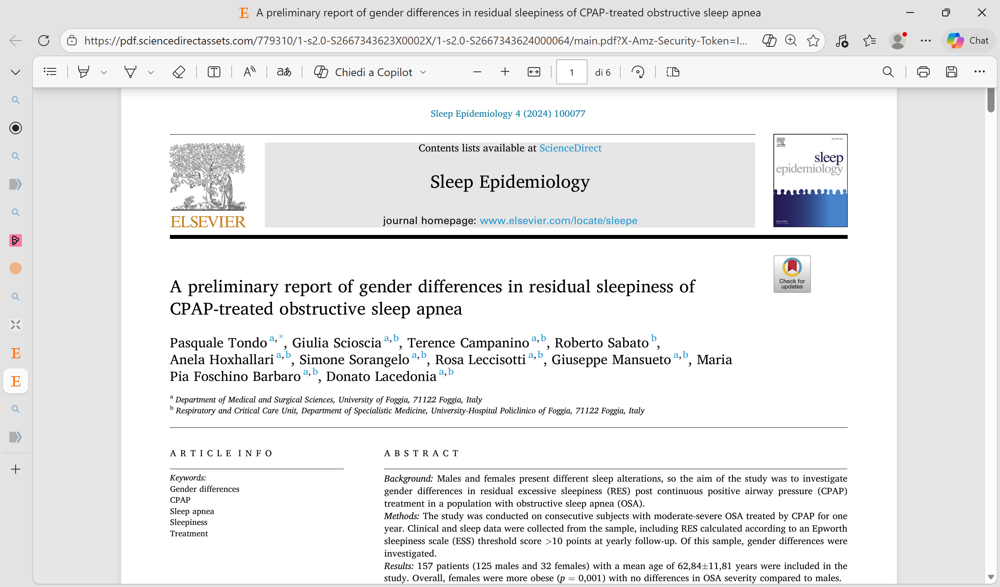 A preliminary report of gender differences in residual sleepiness of CPAP-treated obstructive sleep apnea
https://pdf.sciencedirectassets.com/779310/1-s2.0-S2667343623X0002X/1-s2.0-S2667343624000064/main.pdf?X-Amz-Security-Token=I...
Chat
Chiedi a Copilot
1 di 6
Sleep Epidemiology 4 (2024) 100077
NON SOLUS
ELSEVIER
Contents lists available at ScienceDirect
Sleep Epidemiology
journal homepage: www.elsevier.com/locate/sleepe
ELSEVIER
sleep
epidemiology
Check for
updates
A preliminary report of gender differences in residual sleepiness of
CPAP-treated obstructive sleep apnea
Pasquale Tondo a,*, Giulia Scioscia a,b, Terence Campanino a,b, Roberto Sabato b,
Anela Hoxhallari a,b, Simone Sorangelo a,b, Rosa Leccisotti a,b, Giuseppe Mansueto a,b, Maria
Pia Foschino Barbaro a,b, Donato Lacedonia a,b
a Department of Medical and Surgical Sciences, University of Foggia, 71122 Foggia, Italy
b Respiratory and Critical Care Unit, Department of Specialistic Medicine, University-Hospital Policlinico of Foggia, 71122 Foggia, Italy
ARTICLE INFO
Keywords:
Gender differences
CPAP
Sleep apnea
Sleepiness
Treatment
ABSTRACT
Background: Males and females present different sleep alterations, so the aim of the study was to investigate
gender differences in residual excessive sleepiness (RES) post continuous positive airway pressure (CPAP)
treatment in a population with obstructive sleep apnea (OSA).
Methods: The study was conducted on consecutive subjects with moderate-severe OSA treated by CPAP for one
year. Clinical and sleep data were collected from the sample, including RES calculated according to an Epworth
sleepiness scale (ESS) threshold score >10 points at yearly follow-up. Of this sample, gender differences were
investigated.
Results: 157 patients (125 males and 32 females) with a mean age of 62,84±11,81 years were included in the
study. Overall, females were more obese (p = 0,001) with no differences in OSA severity compared to males.